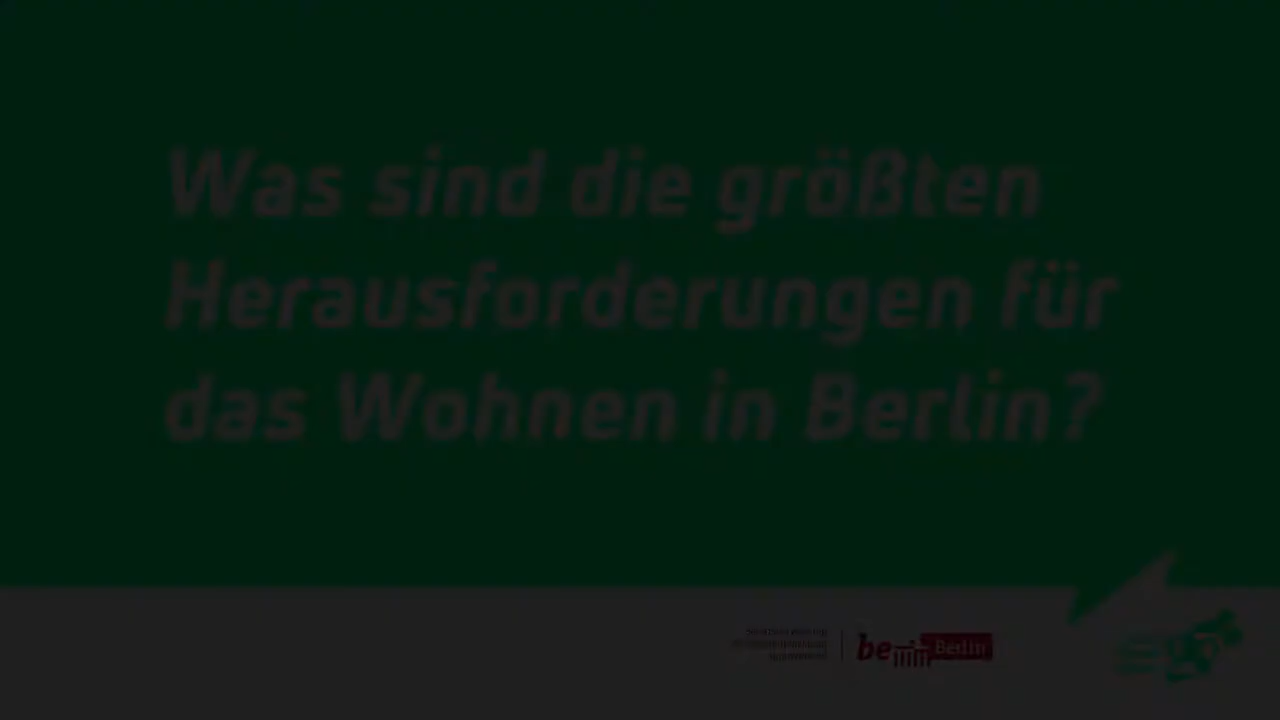 Was sind die größten
Herausforderungen für
das Wohnen in Berlin?
be Berlin